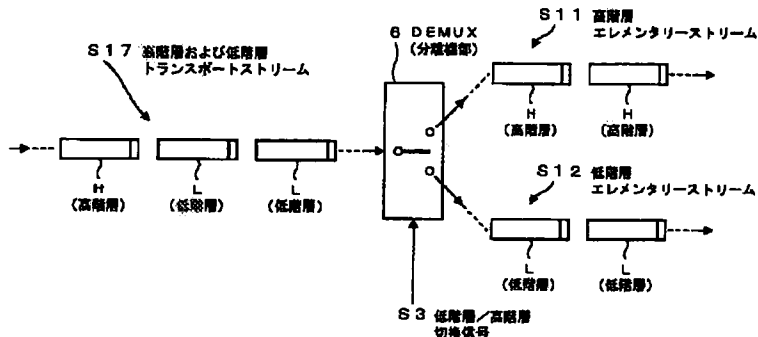 S17 高階層および低階層
トランスポートストリーム
6 DEMUX
(分離機部)
S11 高階層
エレメンタリーストリーム
H
(高階層)
H
(高階層)
H
(高階層)
L
(低階層)
L
(低階層)
S12 低階層
エレメンタリーストリーム
L
(低階層)
L
(低階層)
S3 低階層/高階層
切換信号